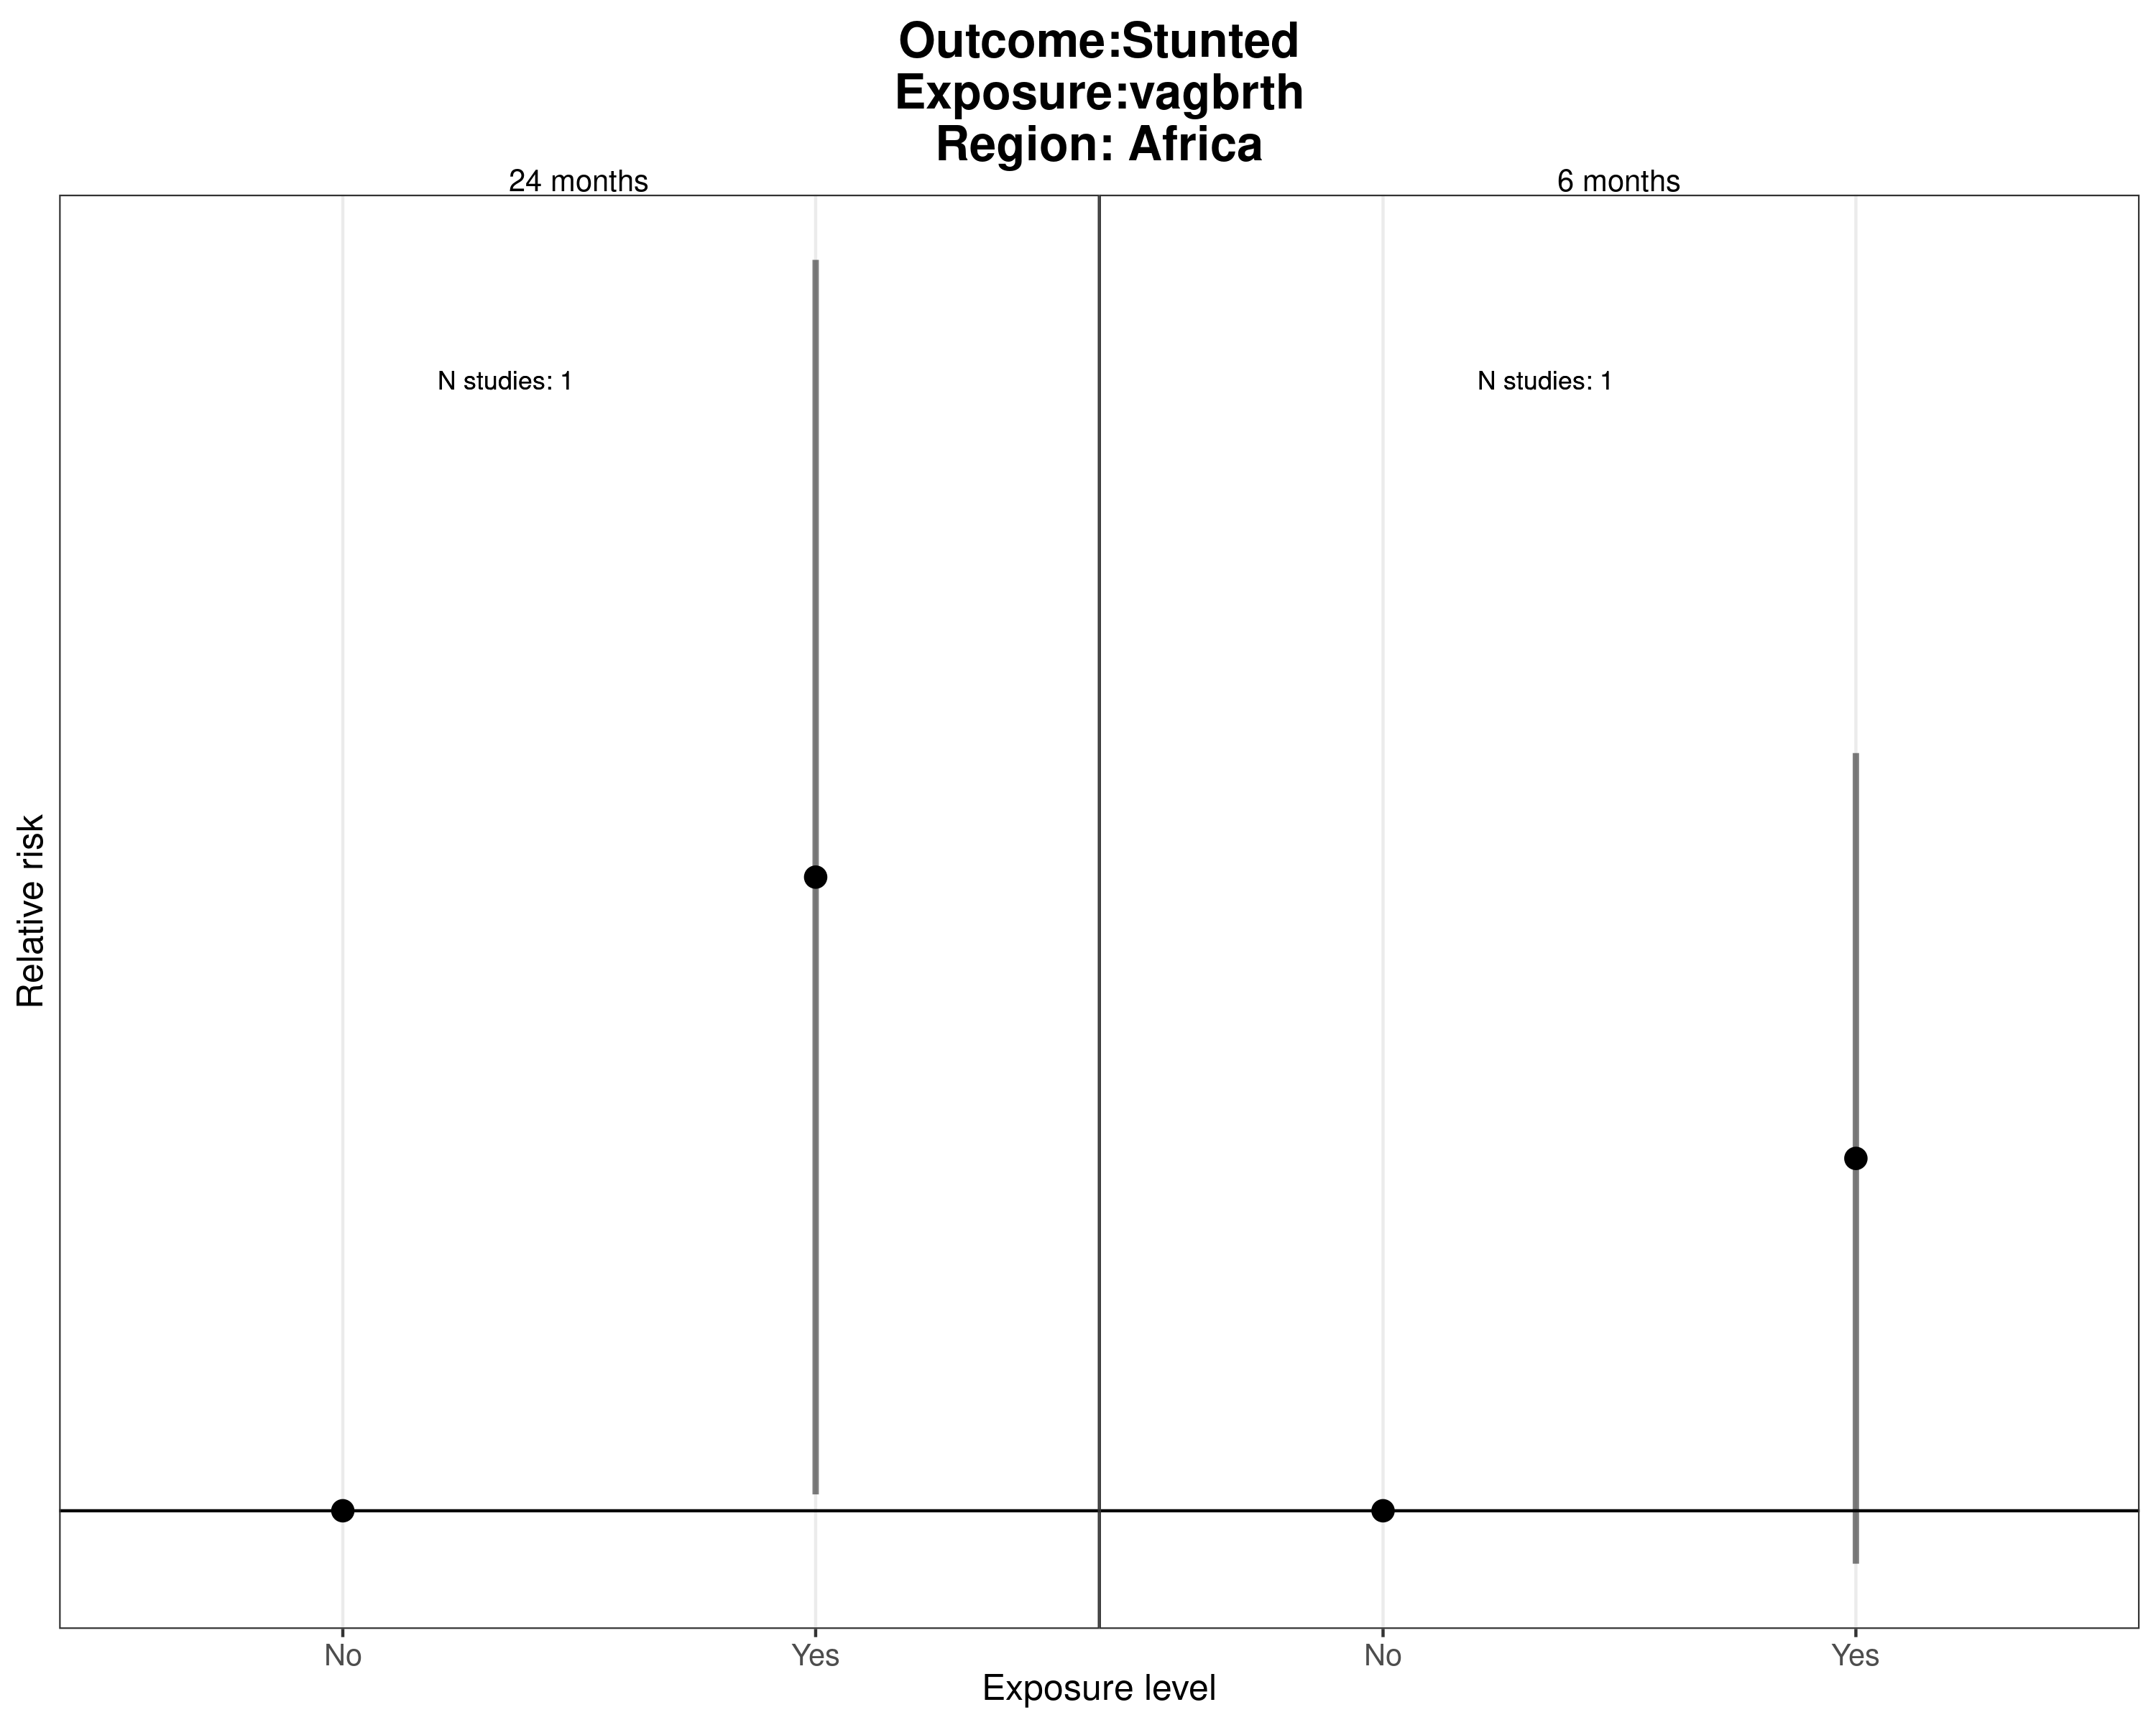 Outcome:Stunted
Exposure:vagbrth
Region: Africa
24 months
6 months
N studies: 1
N studies: 1
Relative risk
No
Yes
No
Yes
Exposure level